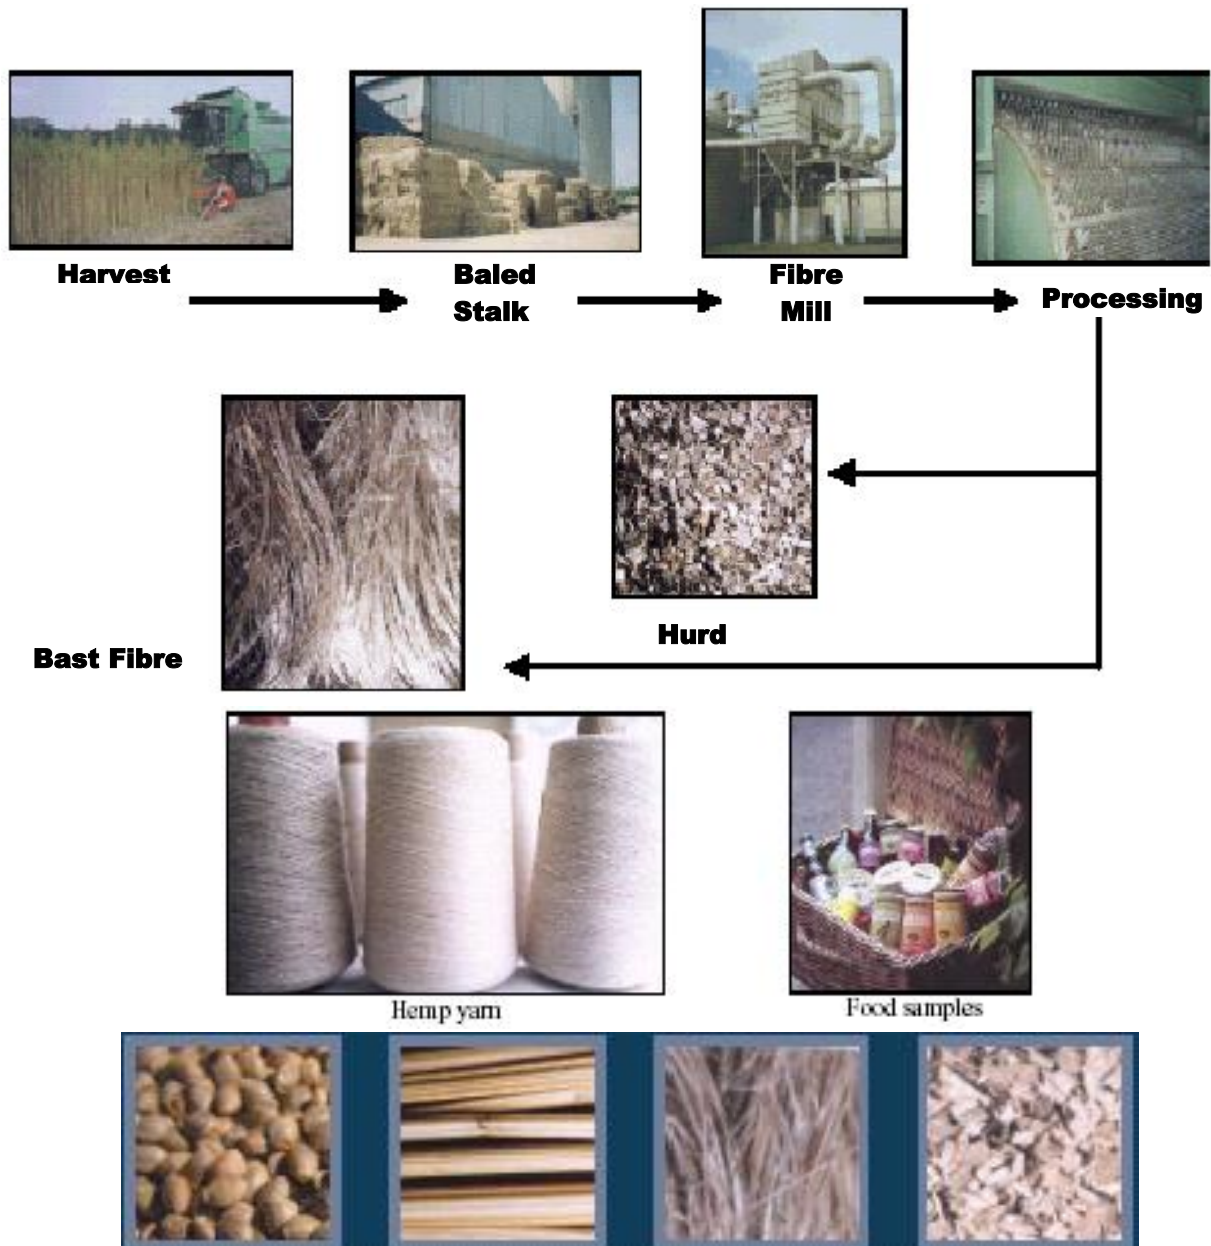 Harvest
Baled
Stalk
Fibre
Mill
Processing
Hurd
Bast Fibre
Hemp yarn
Food samples